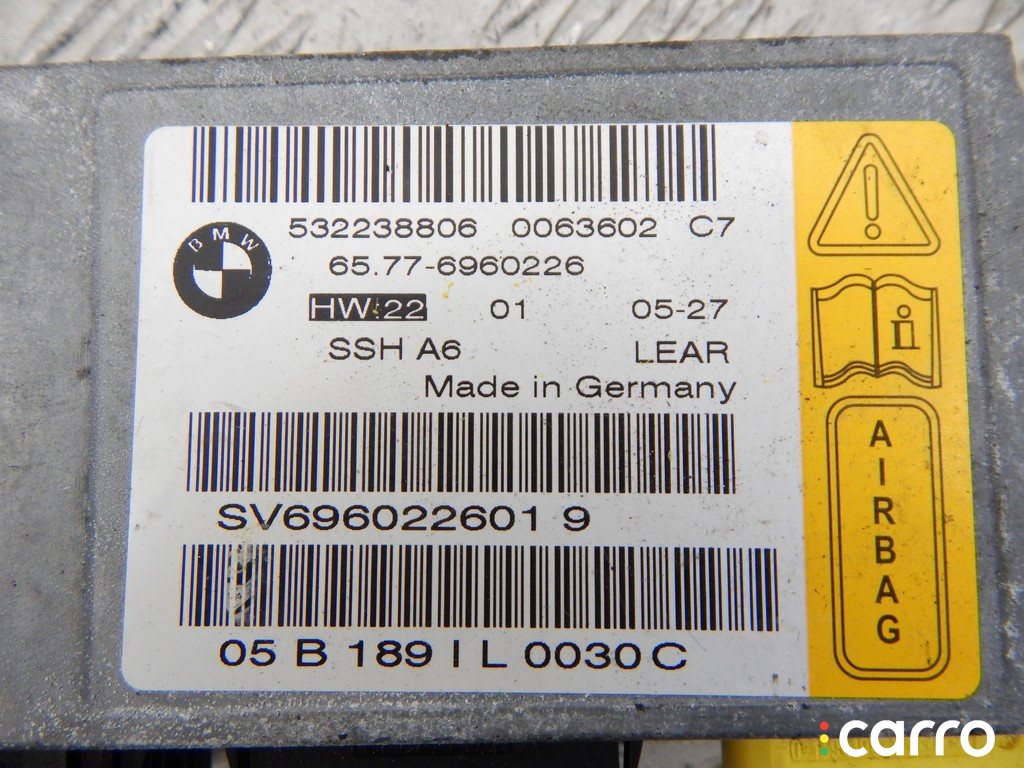 532238806 0063602 C7
BMW
65.77-6960226
HW:22 01 05-27
SSH A6 LEAR
Made in Germany
SV696022601 9
05 B 189 I L 0030 C
i
AIRBAG
carro